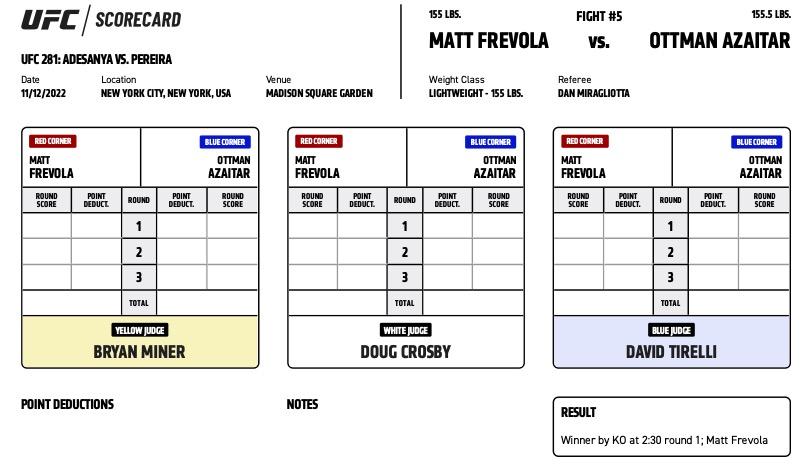 UFC / SCORECARD
UFC 281: ADESANYA VS. PEREIRA
Date Location Venue
11/12/2022 NEW YORK CITY, NEW YORK, USA MADISON SQUARE GARDEN
155 LBS. FIGHT #5 155.5 LBS.
MATT FREVOLA vs. OTTMAN AZAITAR
Weight Class Referee
LIGHTWEIGHT - 155 LBS. DAN MIRAGLIOTTA
RED CORNER BLUE CORNER
MATT OTTMAN
FREVOLA AZAITAR
ROUND SCORE POINT DEDUCT. ROUND POINT DEDUCT. ROUND SCORE
1
2
3
TOTAL
YELLOW JUDGE
BRYAN MINER
RED CORNER BLUE CORNER
MATT OTTMAN
FREVOLA AZAITAR
ROUND SCORE POINT DEDUCT. ROUND POINT DEDUCT. ROUND SCORE
1
2
3
TOTAL
WHITE JUDGE
DOUG CROSBY
RED CORNER BLUE CORNER
MATT OTTMAN
FREVOLA AZAITAR
ROUND SCORE POINT DEDUCT. ROUND POINT DEDUCT. ROUND SCORE
1
2
3
TOTAL
BLUE JUDGE
DAVID TIRELLI
POINT DEDUCTIONS
NOTES
RESULT
Winner by KO at 2:30 round 1; Matt Frevola